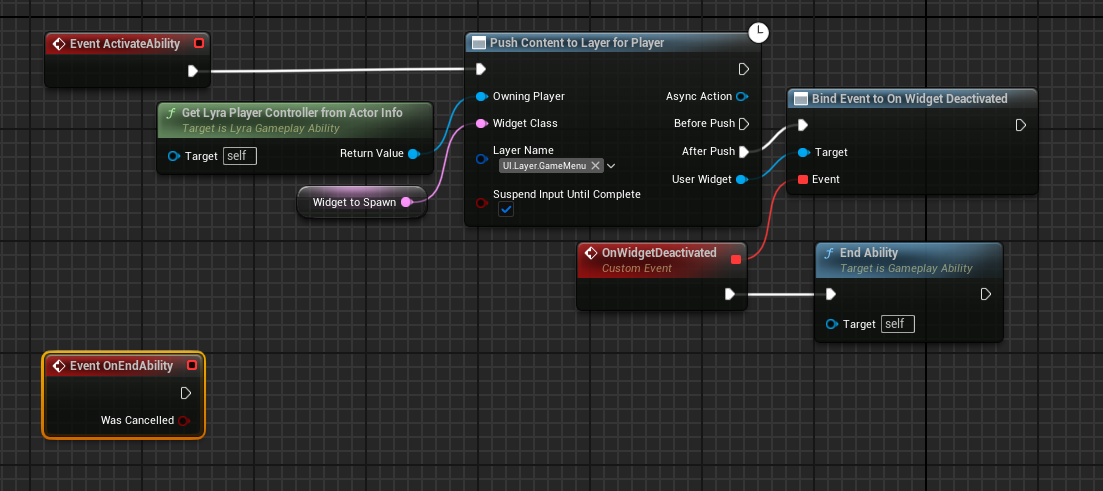 Event ActivateAbility
Push Content to Layer for Player
Owning Player
Async Action
Widget Class
Before Push
Layer Name
UI.Layer.GameMenu
After Push
User Widget
Suspend Input Until Complete
Get Lyra Player Controller from Actor Info
Target is Lyra Gameplay Ability
Target self
Return Value
Widget to Spawn
Bind Event to On Widget Deactivated
Target
Event
OnWidgetDeactivated
Custom Event
End Ability
Target is Gameplay Ability
Target self
Event OnEndAbility
Was Cancelled